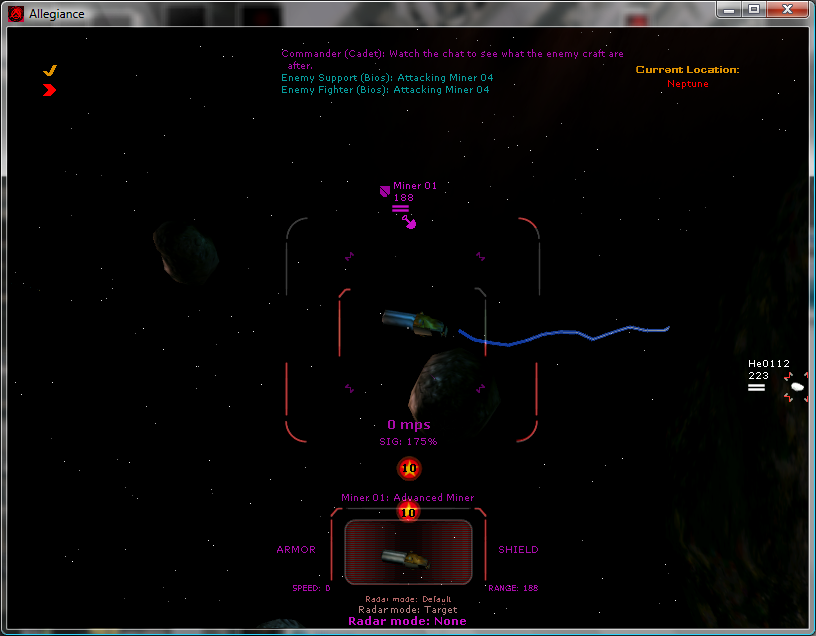 Allegiance
Commander (Cadet): Watch the chat to see what the enemy craft are
after.
Enemy Support (Bios): Attacking Miner 04
Enemy Fighter (Bios): Attacking Miner 04
Current Location:
Neptune
Miner 01
188
He0112
223
0 mps
SIG: 175%
10
Miner 01: Advanced Miner
10
ARMOR
SHIELD
SPEED: 0
RANGE: 188
Radar mode: Default
Radar mode: Target
Radar mode: None